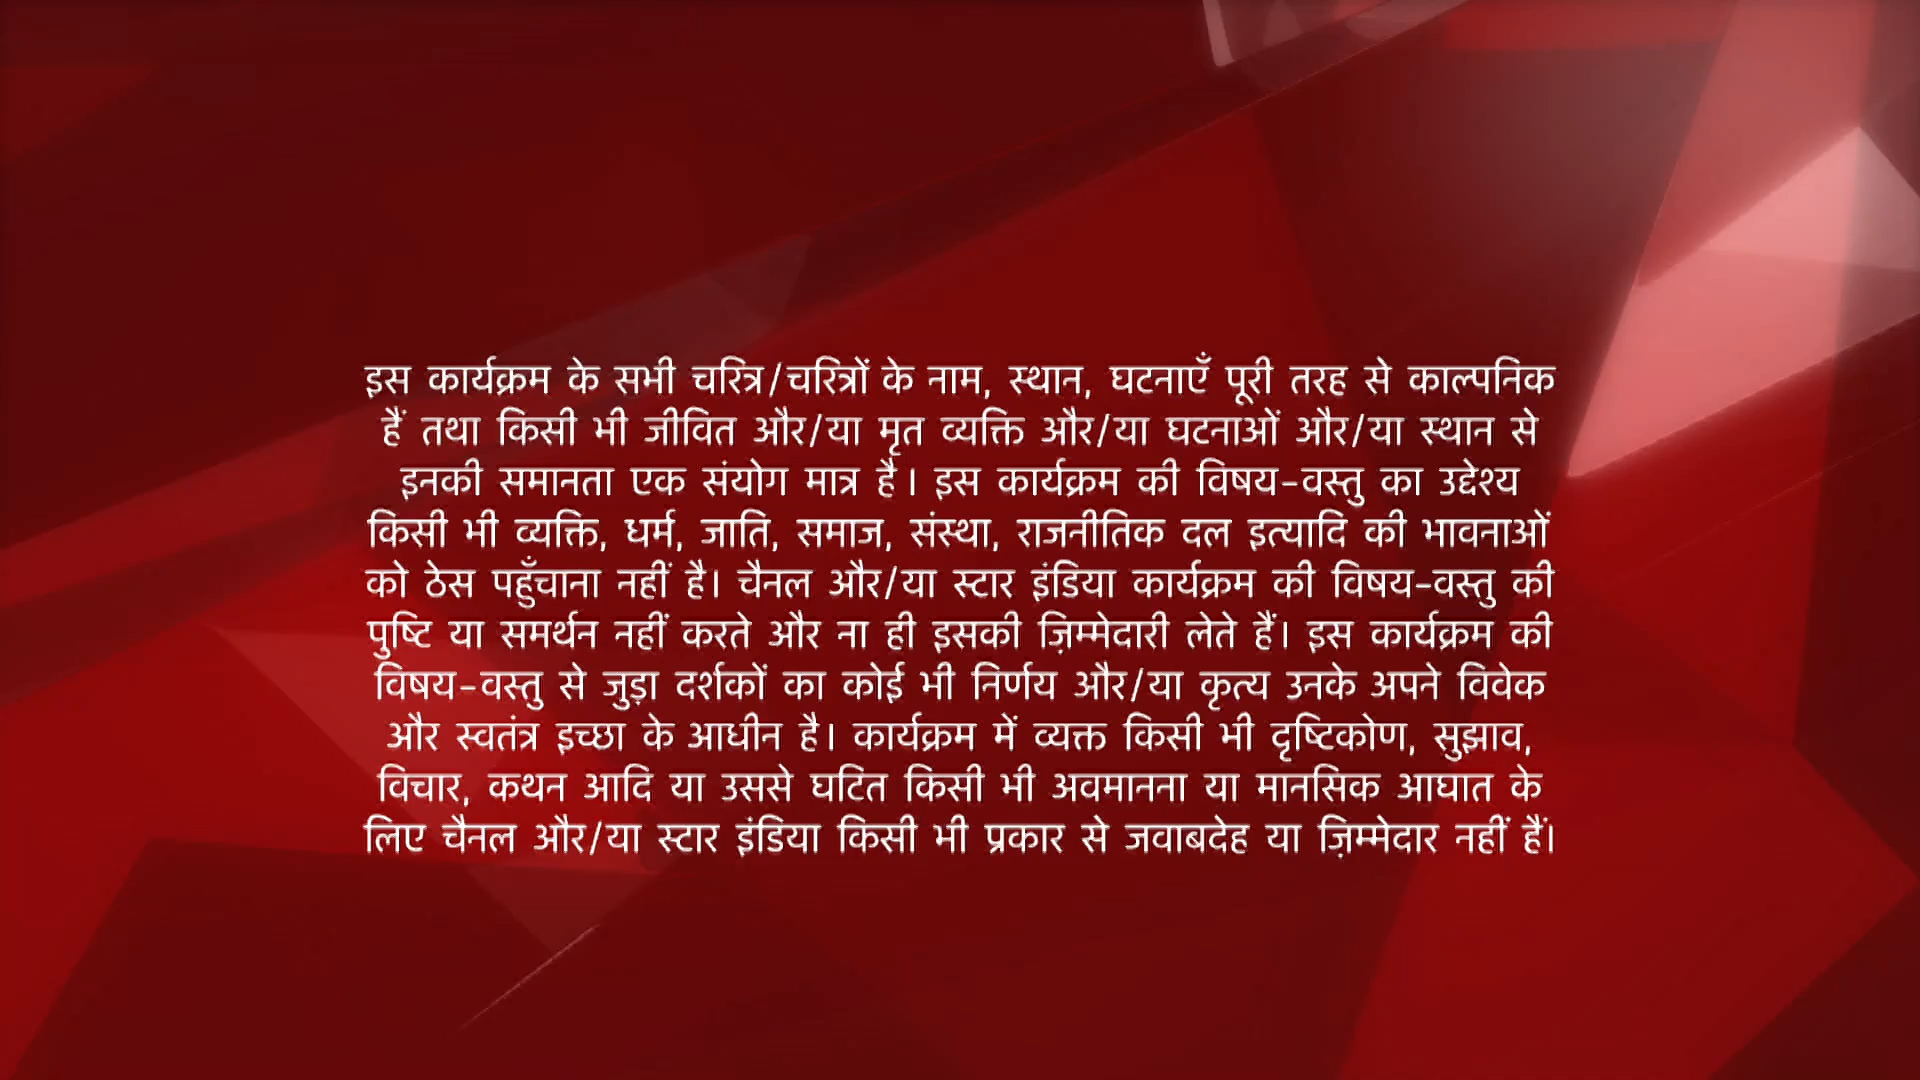 इस कार्यक्रम के सभी चरित्र/चरित्रों के नाम, स्थान, घटनाएँ पूरी तरह से काल्पनिक
हैं तथा किसी भी जीवित और/या मृत व्यक्ति और/या घटनाओं और/या स्थान से
इनकी समानता एक संयोग मात्र है। इस कार्यक्रम की विषय-वस्तु का उद्देश्य
किसी भी व्यक्ति, धर्म, जाति, समाज, संस्था, राजनीतिक दल इत्यादि की भावनाओं
को ठेस पहुँचाना नहीं है। चैनल और/या स्टार इंडिया कार्यक्रम की विषय-वस्तु की
पुष्टि या समर्थन नहीं करते और ना ही इसकी ज़िम्मेदारी लेते हैं। इस कार्यक्रम की
विषय-वस्तु से जुड़ा दर्शकों का कोई भी निर्णय और/या कृत्य उनके अपने विवेक
और स्वतंत्र इच्छा के आधीन है। कार्यक्रम में व्यक्त किसी भी दृष्टिकोण, सुझाव,
विचार, कथन आदि या उससे घटित किसी भी अवमानना या मानसिक आघात के
लिए चैनल और/या स्टार इंडिया किसी भी प्रकार से जवाबदेह या ज़िम्मेदार नहीं हैं।